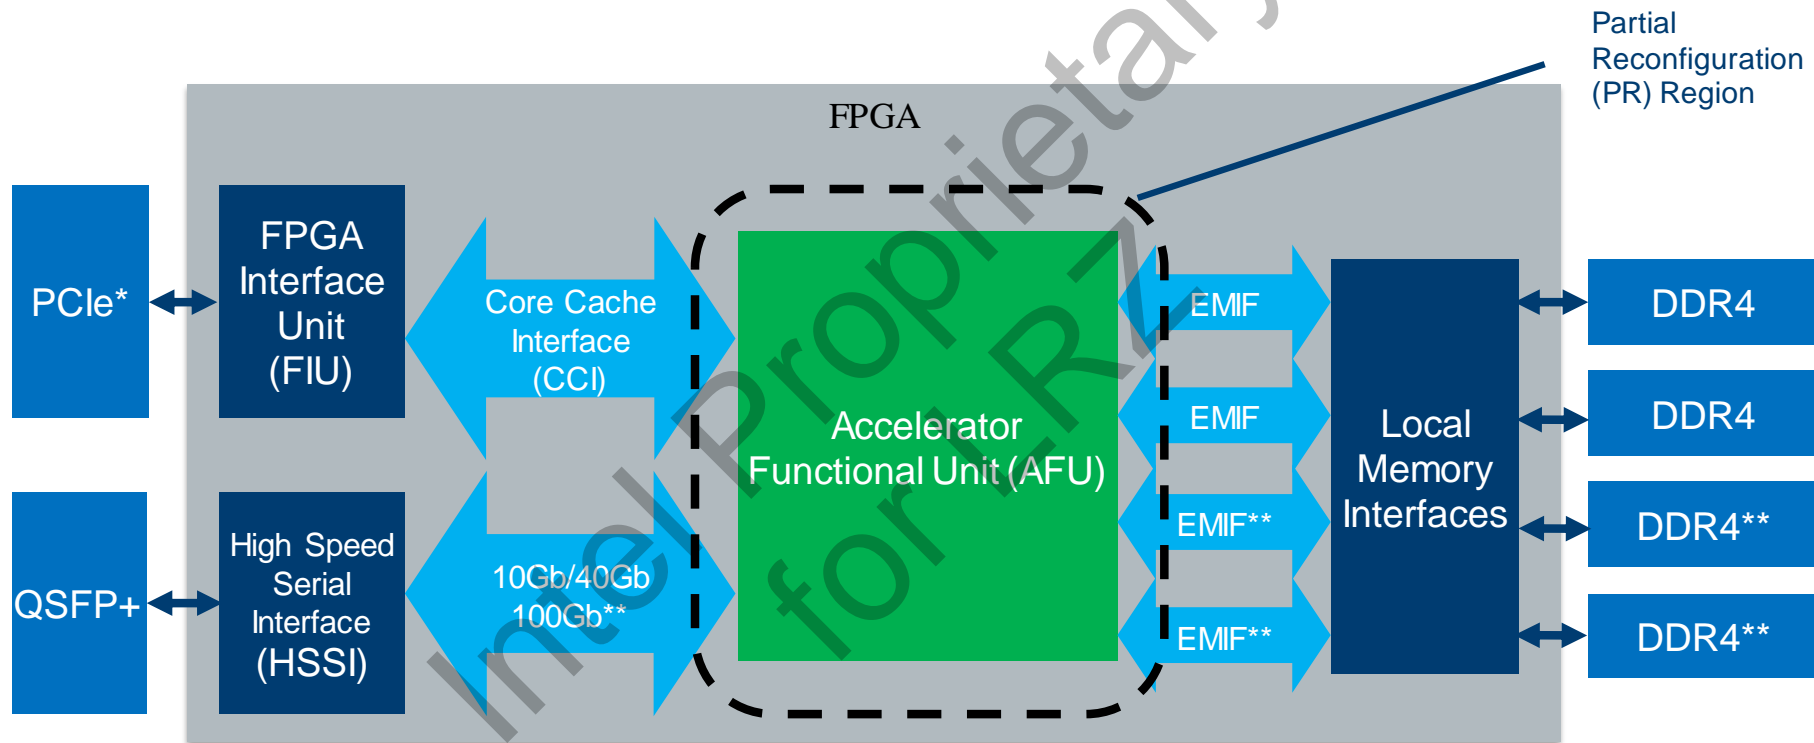 Partial
Reconfiguration
(PR) Region
FPGA
PCIe*
FPGA
Interface
Unit
(FIU)
Core Cache
Interface
(CCI)
QSFP+
High Speed
Serial
Interface
(HSSI)
10Gb/40Gb
100Gb**
Accelerator
Functional Unit (AFU)
EMIF
EMIF
EMIF**
EMIF**
Local
Memory
Interfaces
DDR4
DDR4
DDR4**
DDR4**
Intel Proprietary
for LRZ